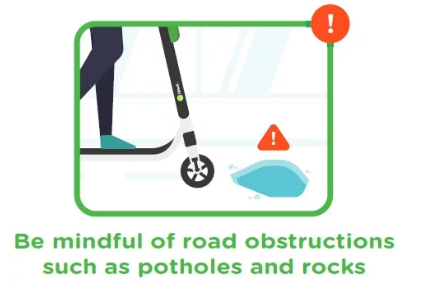 !
!
Be mindful of road obstructions
such as potholes and rocks